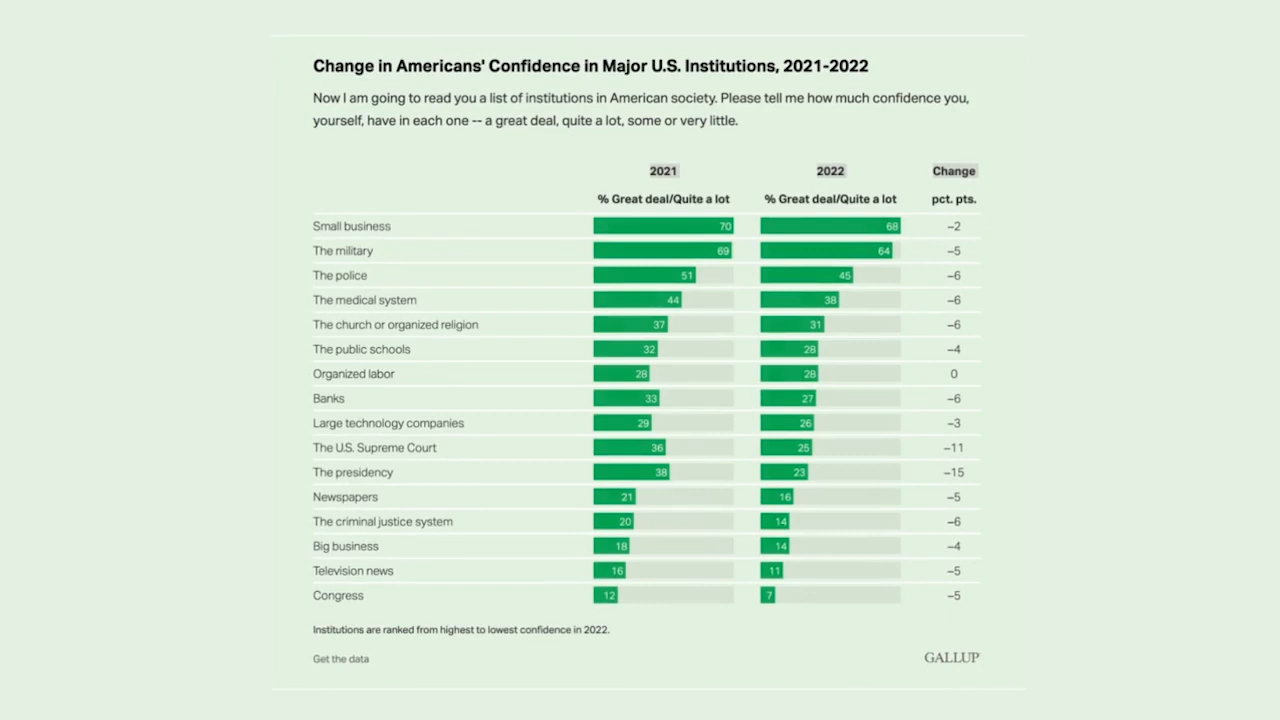 Change in Americans' Confidence in Major U.S. Institutions, 2021-2022
Now I am going to read you a list of institutions in American society. Please tell me how much confidence you,
yourself, have in each one -- a great deal, quite a lot, some or very little.
2021 2022 Change
% Great deal/Quite a lot % Great deal/Quite a lot pct. pts.
Small business 70 68 –2
The military 69 64 –5
The police 51 45 –6
The medical system 44 38 –6
The church or organized religion 37 31 –6
The public schools 32 28 –4
Organized labor 28 28 0
Banks 33 27 –6
Large technology companies 29 26 –3
The U.S. Supreme Court 36 25 –11
The presidency 38 23 –15
Newspapers 21 16 –5
The criminal justice system 20 14 –6
Big business 18 14 –4
Television news 16 11 –5
Congress 12 7 –5
Institutions are ranked from highest to lowest confidence in 2022.
Get the data GALLUP